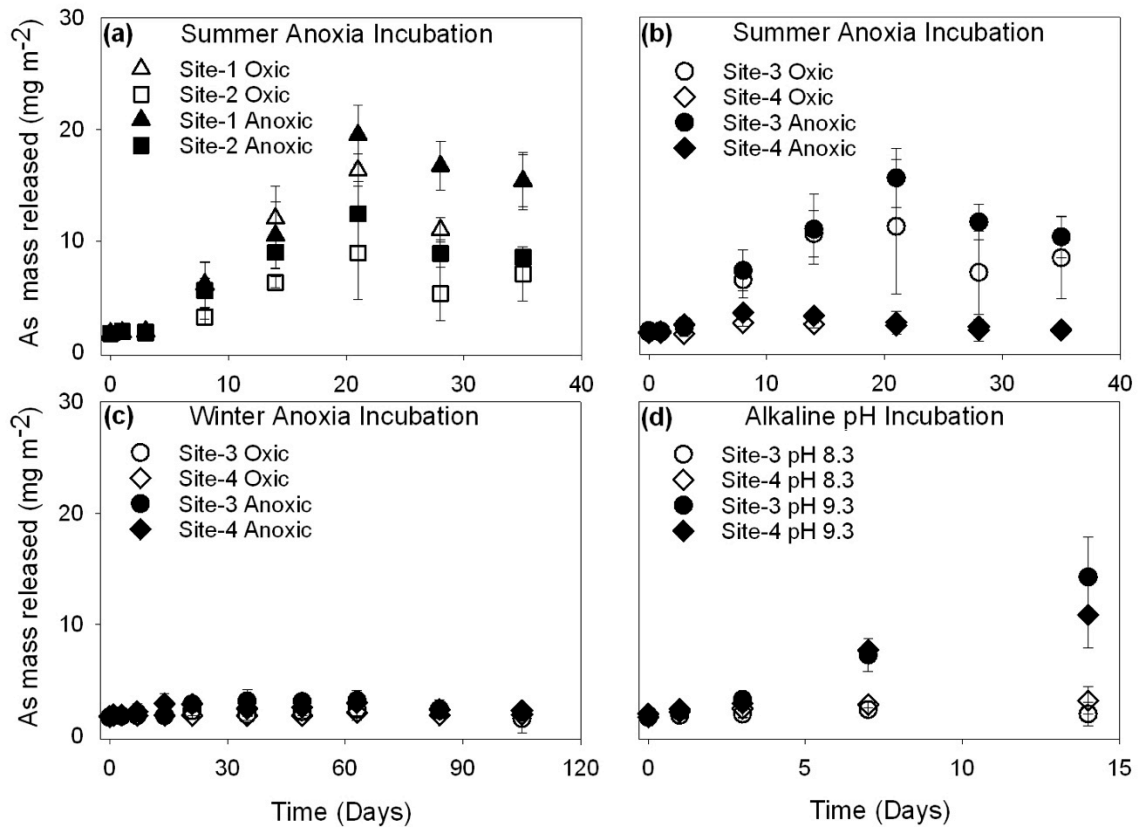 (a) Summer Anoxia Incubation
Site-1 Oxic
Site-2 Oxic
Site-1 Anoxic
Site-2 Anoxic
As mass released (mg m-2)
30
20
10
0
0 10 20 30 40
(b) Summer Anoxia Incubation
Site-3 Oxic
Site-4 Oxic
Site-3 Anoxic
Site-4 Anoxic
0 10 20 30 40
(c) Winter Anoxia Incubation
Site-3 Oxic
Site-4 Oxic
Site-3 Anoxic
Site-4 Anoxic
As mass released (mg m-2)
30
20
10
0
0 30 60 90 120
Time (Days)
(d) Alkaline pH Incubation
Site-3 pH 8.3
Site-4 pH 8.3
Site-3 pH 9.3
Site-4 pH 9.3
0 5 10 15
Time (Days)